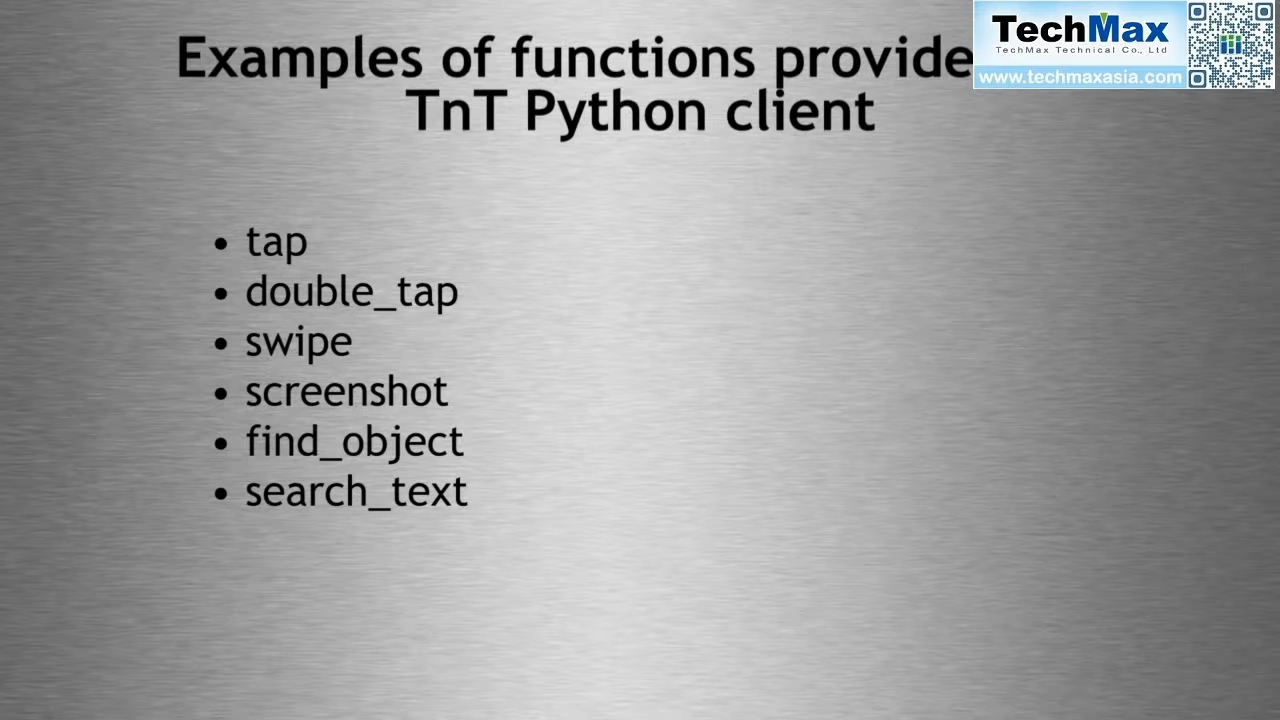 Examples of functions provide
TnT Python client
• tap
• double_tap
• swipe
• screenshot
• find_object
• search_text
TechMax
TechMax Technical Co., Ltd
www.techmaxasia.com